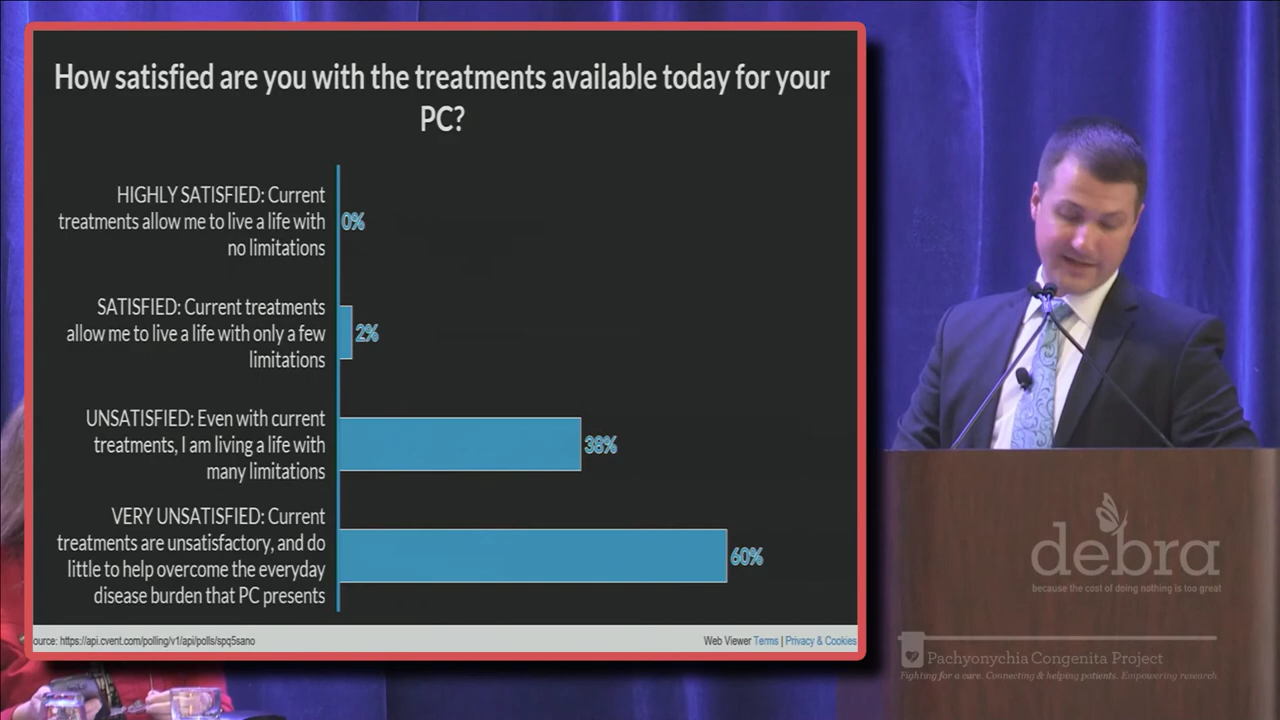 How satisfied are you with the treatments available today for your
PC?
HIGHLY SATISFIED: Current
treatments allow me to live a life with
no limitations
0%
SATISFIED: Current treatments
allow me to live a life with only a few
limitations
2%
UNSATISFIED: Even with current
treatments, I am living a life with
many limitations
38%
VERY UNSATISFIED: Current
treatments are unsatisfactory, and do
little to help overcome the everyday
disease burden that PC presents
60%
ource: https://api.cvent.com/polling/v1/api/polls/spq5sano
Web Viewer Terms | Privacy & Cookies
debra
because the cost of doing nothing is too great
Pachyonychia Congenita Project
Fighting for a cure. Connecting & helping patients. Empowering research.